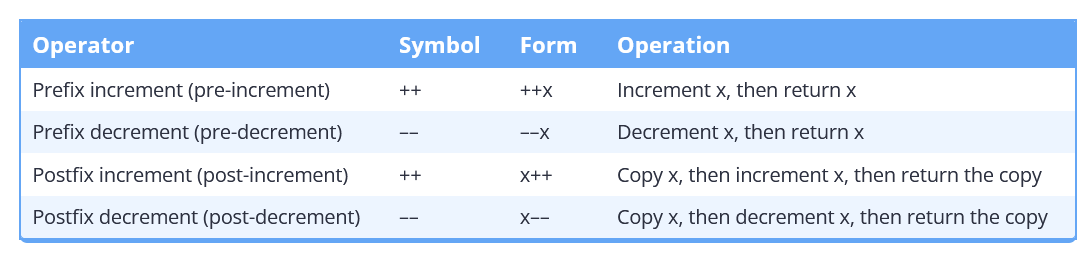 Operator Symbol Form Operation
Prefix increment (pre-increment) ++ ++x Increment x, then return x
Prefix decrement (pre-decrement) –– ––x Decrement x, then return x
Postfix increment (post-increment) ++ x++ Copy x, then increment x, then return the copy
Postfix decrement (post-decrement) –– x–– Copy x, then decrement x, then return the copy